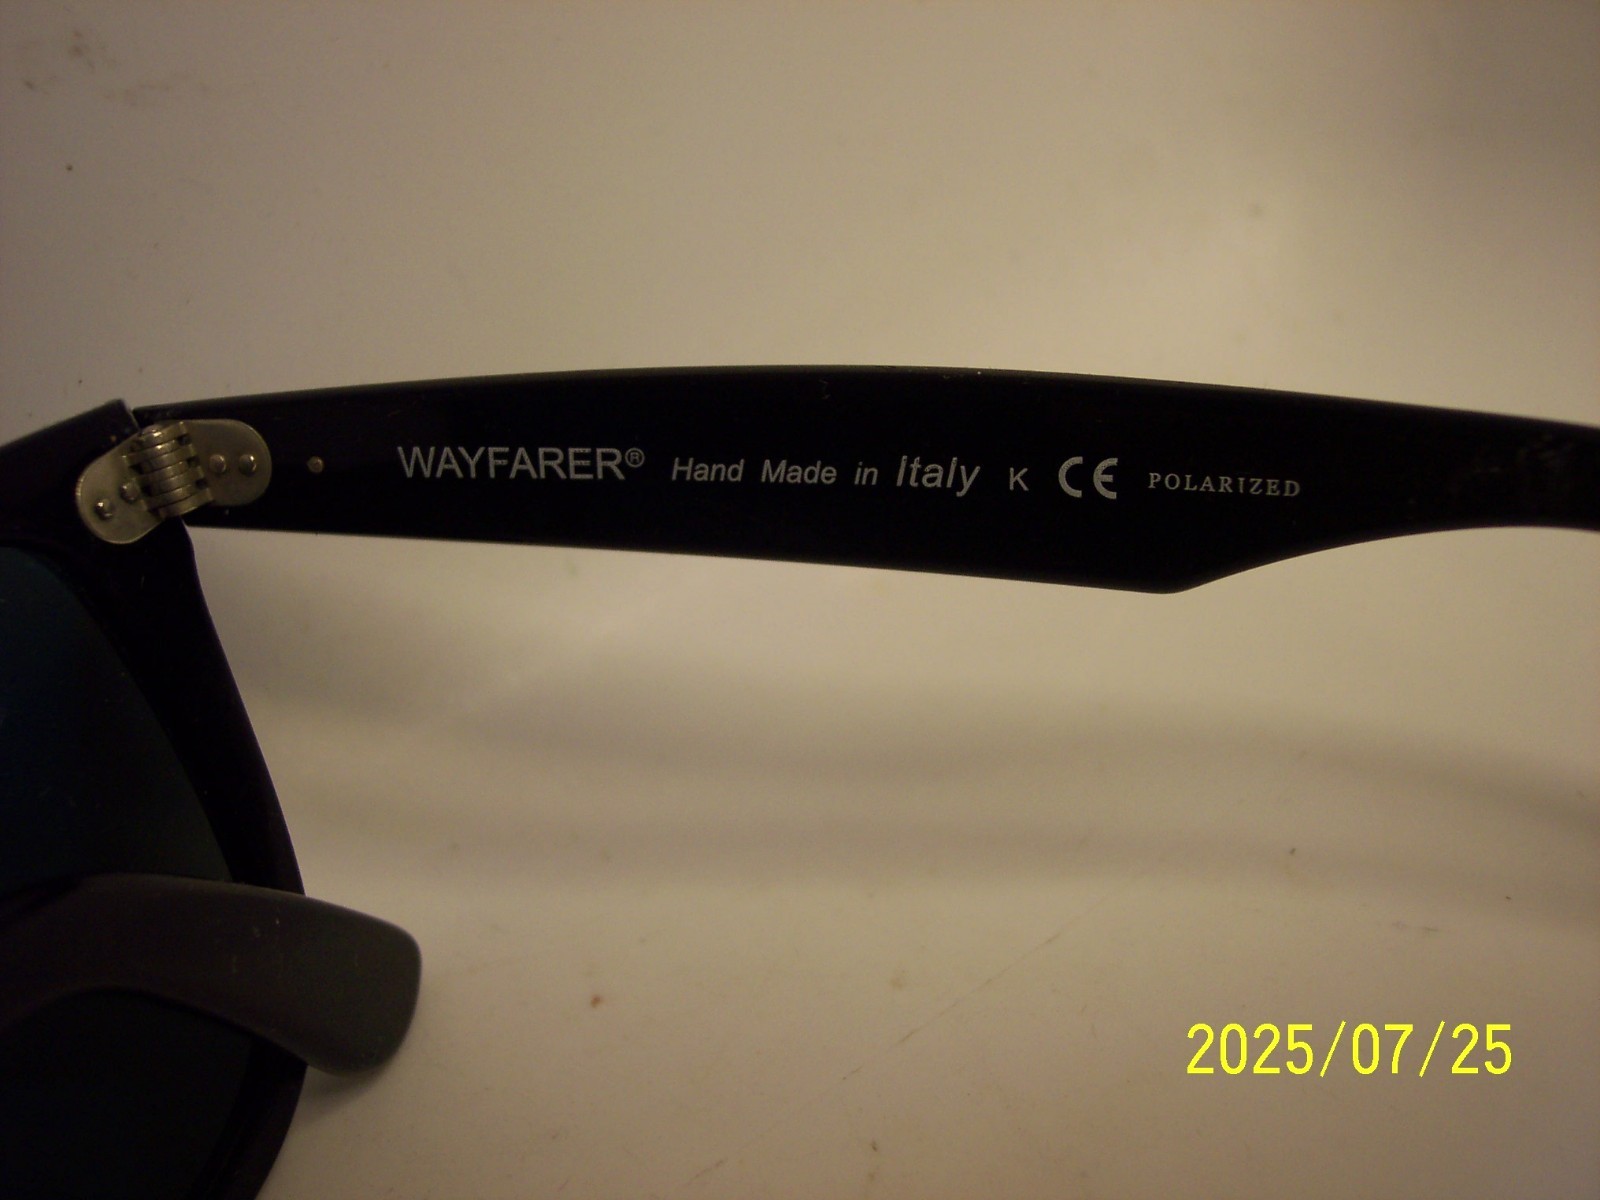 WAYFARER® Hand Made in Italy K CE POLARIZED
2025/07/25